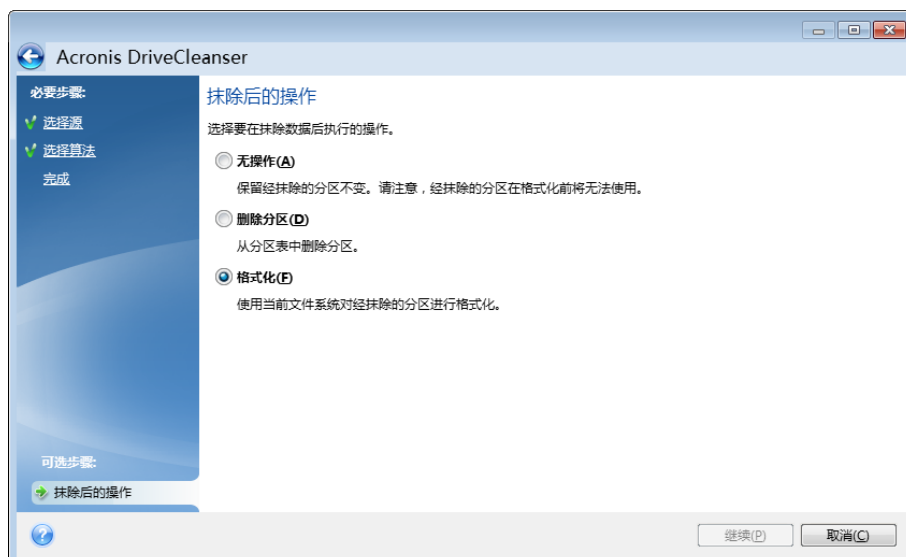 Acronis DriveCleanser
必要步骤:
选择源
选择算法
完成
可选步骤:
抹除后的操作
抹除后的操作
选择要在抹除数据后执行的操作。
无操作(A)
保留经抹除的分区不变。请注意,经抹除的分区在格式化前将无法使用。
删除分区(D)
从分区表中删除分区。
格式化(F)
使用当前文件系统对经抹除的分区进行格式化。
继续(P)
取消(C)